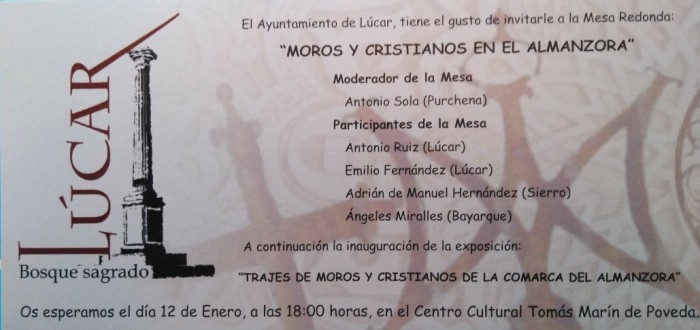 LÚCAR
Bosque sagrado
El Ayuntamiento de Lúcar, tiene el gusto de invitarle a la Mesa Redonda:
"MOROS Y CRISTIANOS EN EL ALMANZORA"
Moderador de la Mesa
Antonio Sola (Purchena)
Participantes de la Mesa
Antonio Ruiz (Lúcar)
Emilio Fernández (Lúcar)
Adrián de Manuel Hernández (Sierro)
Ángeles Miralles (Bayarque)
A continuación la inauguración de la exposición:
"TRAJES DE MOROS Y CRISTIANOS DE LA COMARCA DEL ALMANZORA"
Os esperamos el día 12 de Enero, a las 18:00 horas, en el Centro Cultural Tomás Marín de Poveda.